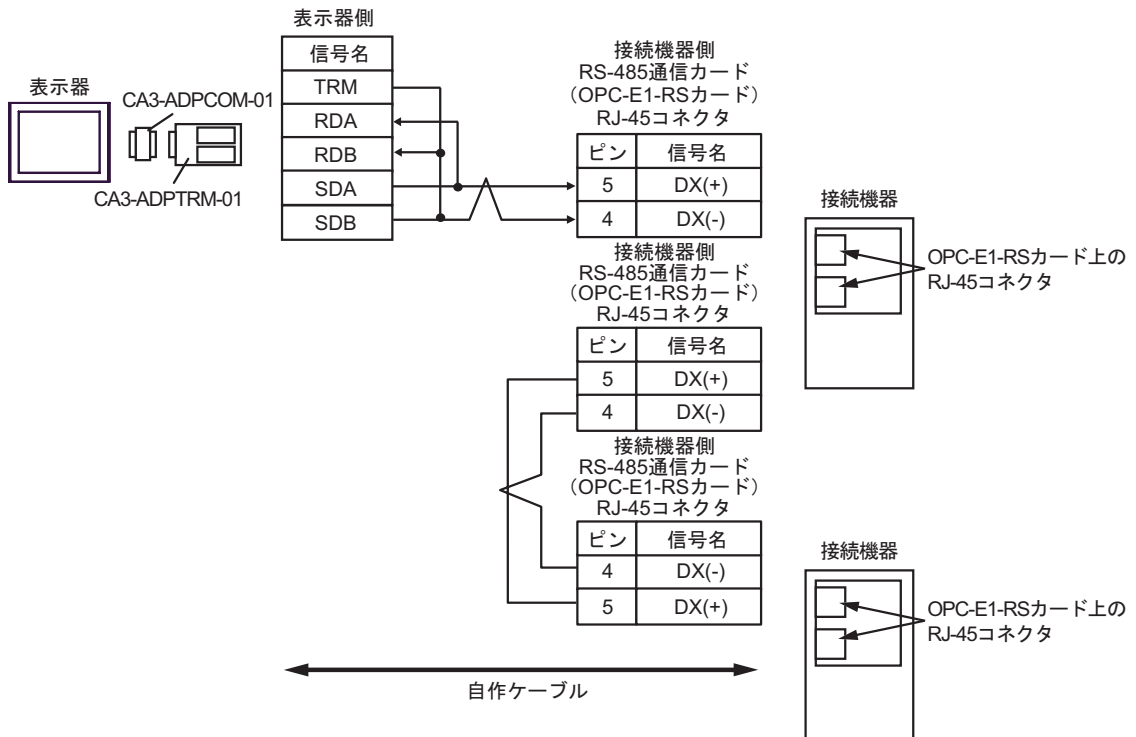 表示器
CA3-ADPCOM-01
CA3-ADPTRM-01
表示器側
信号名
TRM
RDA
RDB
SDA
SDB
接続機器側
RS-485通信カード
（OPC-E1-RSカード）
RJ-45コネクタ
ピン 信号名
5 DX(+)
4 DX(-)
接続機器側
RS-485通信カード
（OPC-E1-RSカード）
RJ-45コネクタ
ピン 信号名
5 DX(+)
4 DX(-)
接続機器側
RS-485通信カード
（OPC-E1-RSカード）
RJ-45コネクタ
ピン 信号名
4 DX(-)
5 DX(+)
自作ケーブル
接続機器
OPC-E1-RSカード上の
RJ-45コネクタ
接続機器
OPC-E1-RSカード上の
RJ-45コネクタ